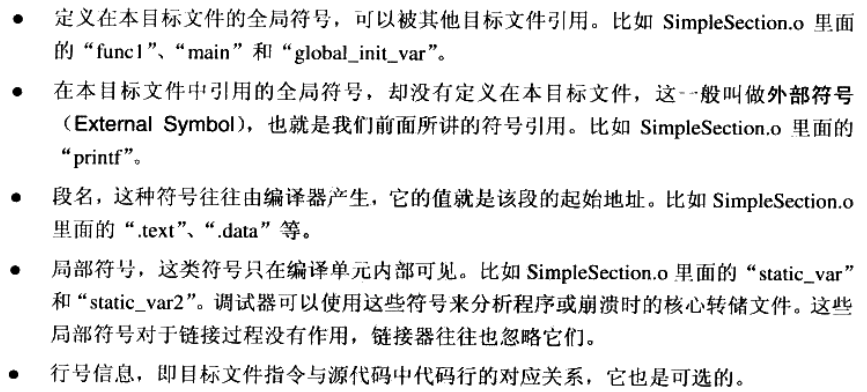 ● 定义在本目标文件的全局符号，可以被其他目标文件引用。比如 SimpleSection.o 里面
的“func1”、“main”和“global_init_var”。
● 在本目标文件中引用的全局符号，却没有定义在本目标文件，这一般叫做外部符号
（External Symbol），也就是我们前面所讲的符号引用。比如 SimpleSection.o 里面的
“printf”。
● 段名，这种符号往往由编译器产生，它的值就是该段的起始地址。比如 SimpleSection.o
里面的“.text”、“.data”等。
● 局部符号，这类符号只在编译单元内部可见。比如 SimpleSection.o 里面的“static_var”
和“static_var2”。调试器可以使用这些符号来分析程序或崩溃时的核心转储文件。这些
局部符号对于链接过程没有作用，链接器往往也忽略它们。
● 行号信息，即目标文件指令与源代码中代码行的对应关系，它也是可选的。